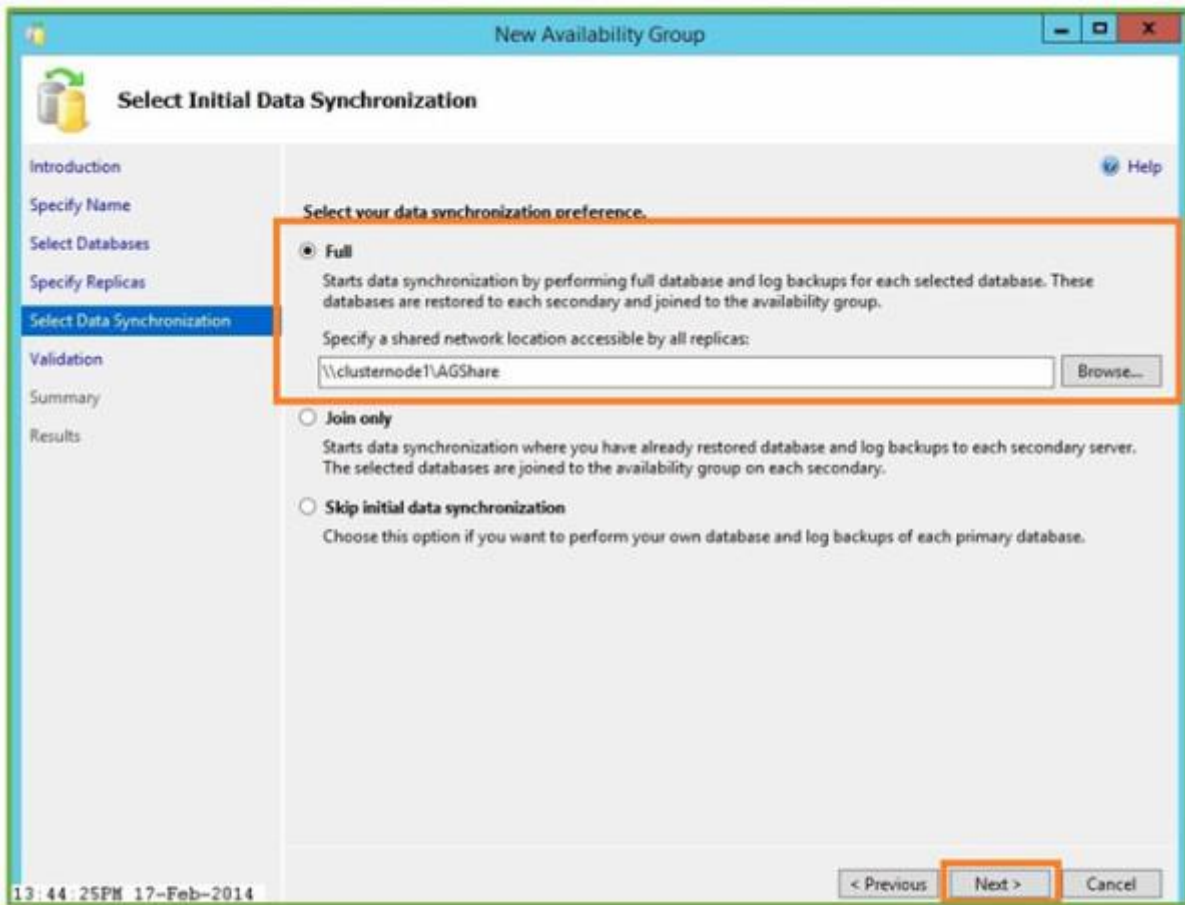 New Availability Group
Select Initial Data Synchronization
Introduction
Specify Name
Select Databases
Specify Replicas
Select Data Synchronization
Validation
Summary
Results
Help
Select your data synchronization preference.
Full
Starts data synchronization by performing full database and log backups for each selected database. These
databases are restored to each secondary and joined to the availability group.
Specify a shared network location accessible by all replicas:
\\clusternode1\AGShare
Browse...
Join only
Starts data synchronization where you have already restored database and log backups to each secondary server.
The selected databases are joined to the availability group on each secondary.
Skip initial data synchronization
Choose this option if you want to perform your own database and log backups of each primary database.
< Previous
Next >
Cancel
13:44:25PM 17-Feb-2014